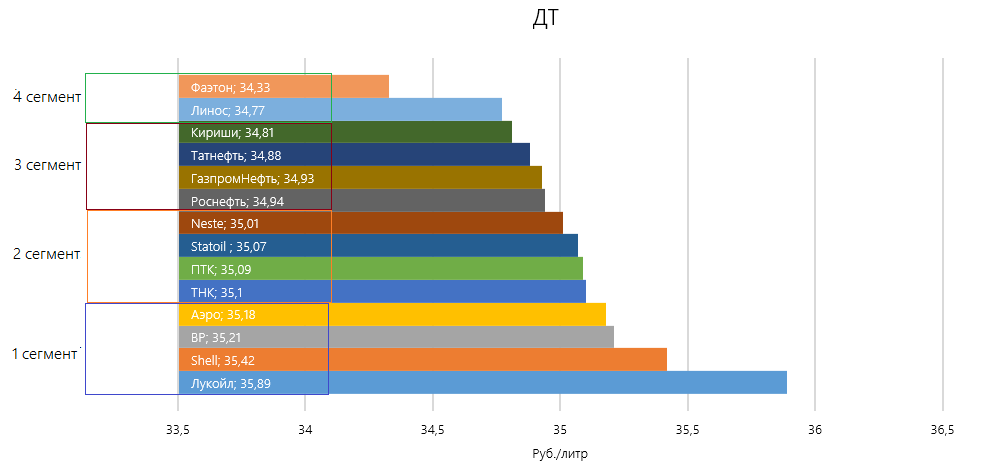 ДТ
4 сегмент
Фаэтон; 34,33
Линос; 34,77
3 сегмент
Кириши; 34,81
Татнефть; 34,88
ГазпромНефть; 34,93
Роснефть; 34,94
2 сегмент
Neste; 35,01
Statoil ; 35,07
ПТК; 35,09
ТНК; 35,1
1 сегмент
Аэро; 35,18
BP; 35,21
Shell; 35,42
Лукойл; 35,89
33,5 34 34,5 35 35,5 36 36,5
Руб./литр